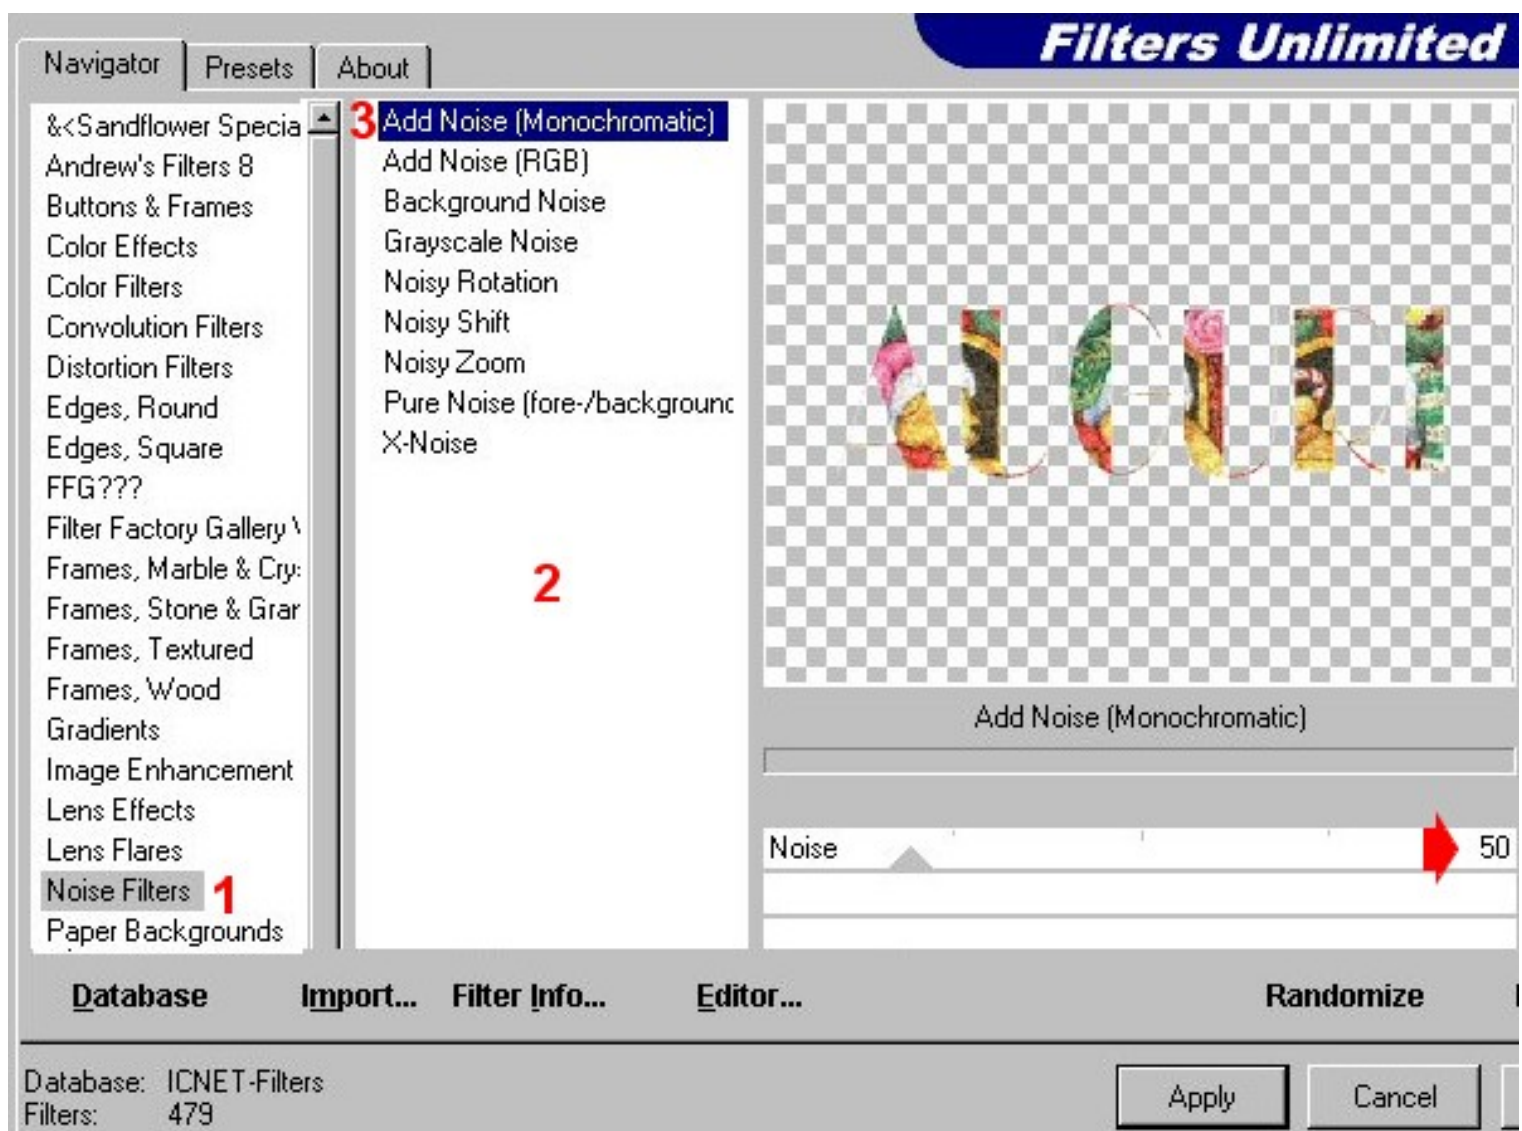 Filters Unlimited
Navigator
Presets
About
&<Sandflower Specia
Andrew's Filters 8
Buttons & Frames
Color Effects
Color Filters
Convolution Filters
Distortion Filters
Edges, Round
Edges, Square
FFG???
Filter Factory Gallery
Frames, Marble & Cry
Frames, Stone & Grar
Frames, Textured
Frames, Wood
Gradients
Image Enhancement
Lens Effects
Lens Flares
Noise Filters 1
Paper Backgrounds
3 Add Noise (Monochromatic)
Add Noise (RGB)
Background Noise
Grayscale Noise
Noisy Rotation
Noisy Shift
Noisy Zoom
Pure Noise (fore-/background
X-Noise
2
AUGURI
Add Noise (Monochromatic)
Noise 50
Database
Import...
Filter Info...
Editor...
Randomize
Database: ICNET-Filters
Filters: 479
Apply
Cancel